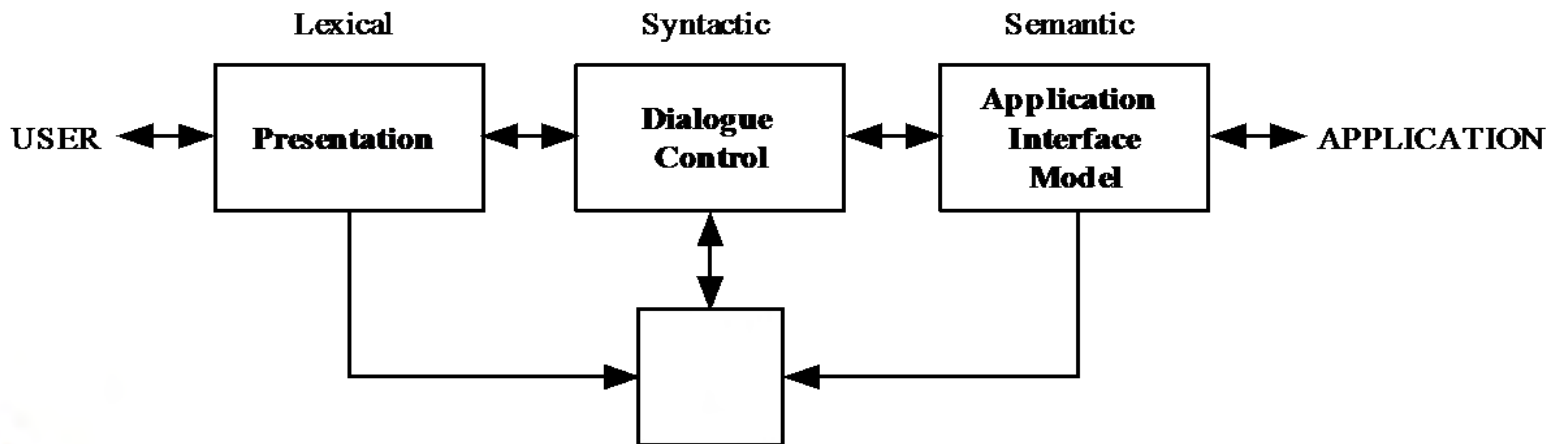 Lexical
Syntactic
Semantic
USER
Presentation
Dialogue
Control
Application
Interface
Model
APPLICATION